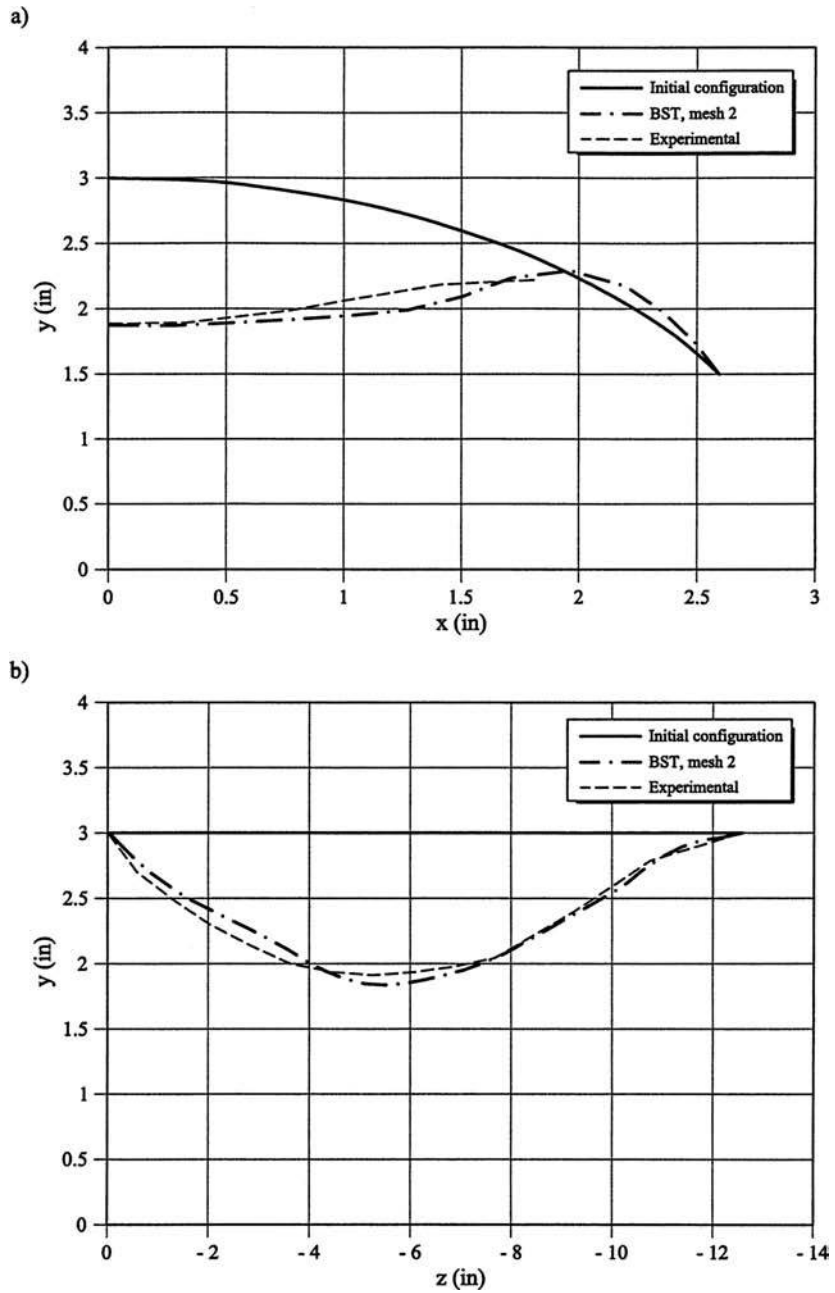 a)
4
3.5
3
2.5
2
1.5
1
0.5
0
y (in)
Initial configuration
BST, mesh 2
Experimental
0 0.5 1 1.5 2 2.5 3
x (in)
b)
4
3.5
3
2.5
2
1.5
1
0.5
0
y (in)
Initial configuration
BST, mesh 2
Experimental
0 - 2 - 4 - 6 - 8 - 10 - 12 - 14
z (in)